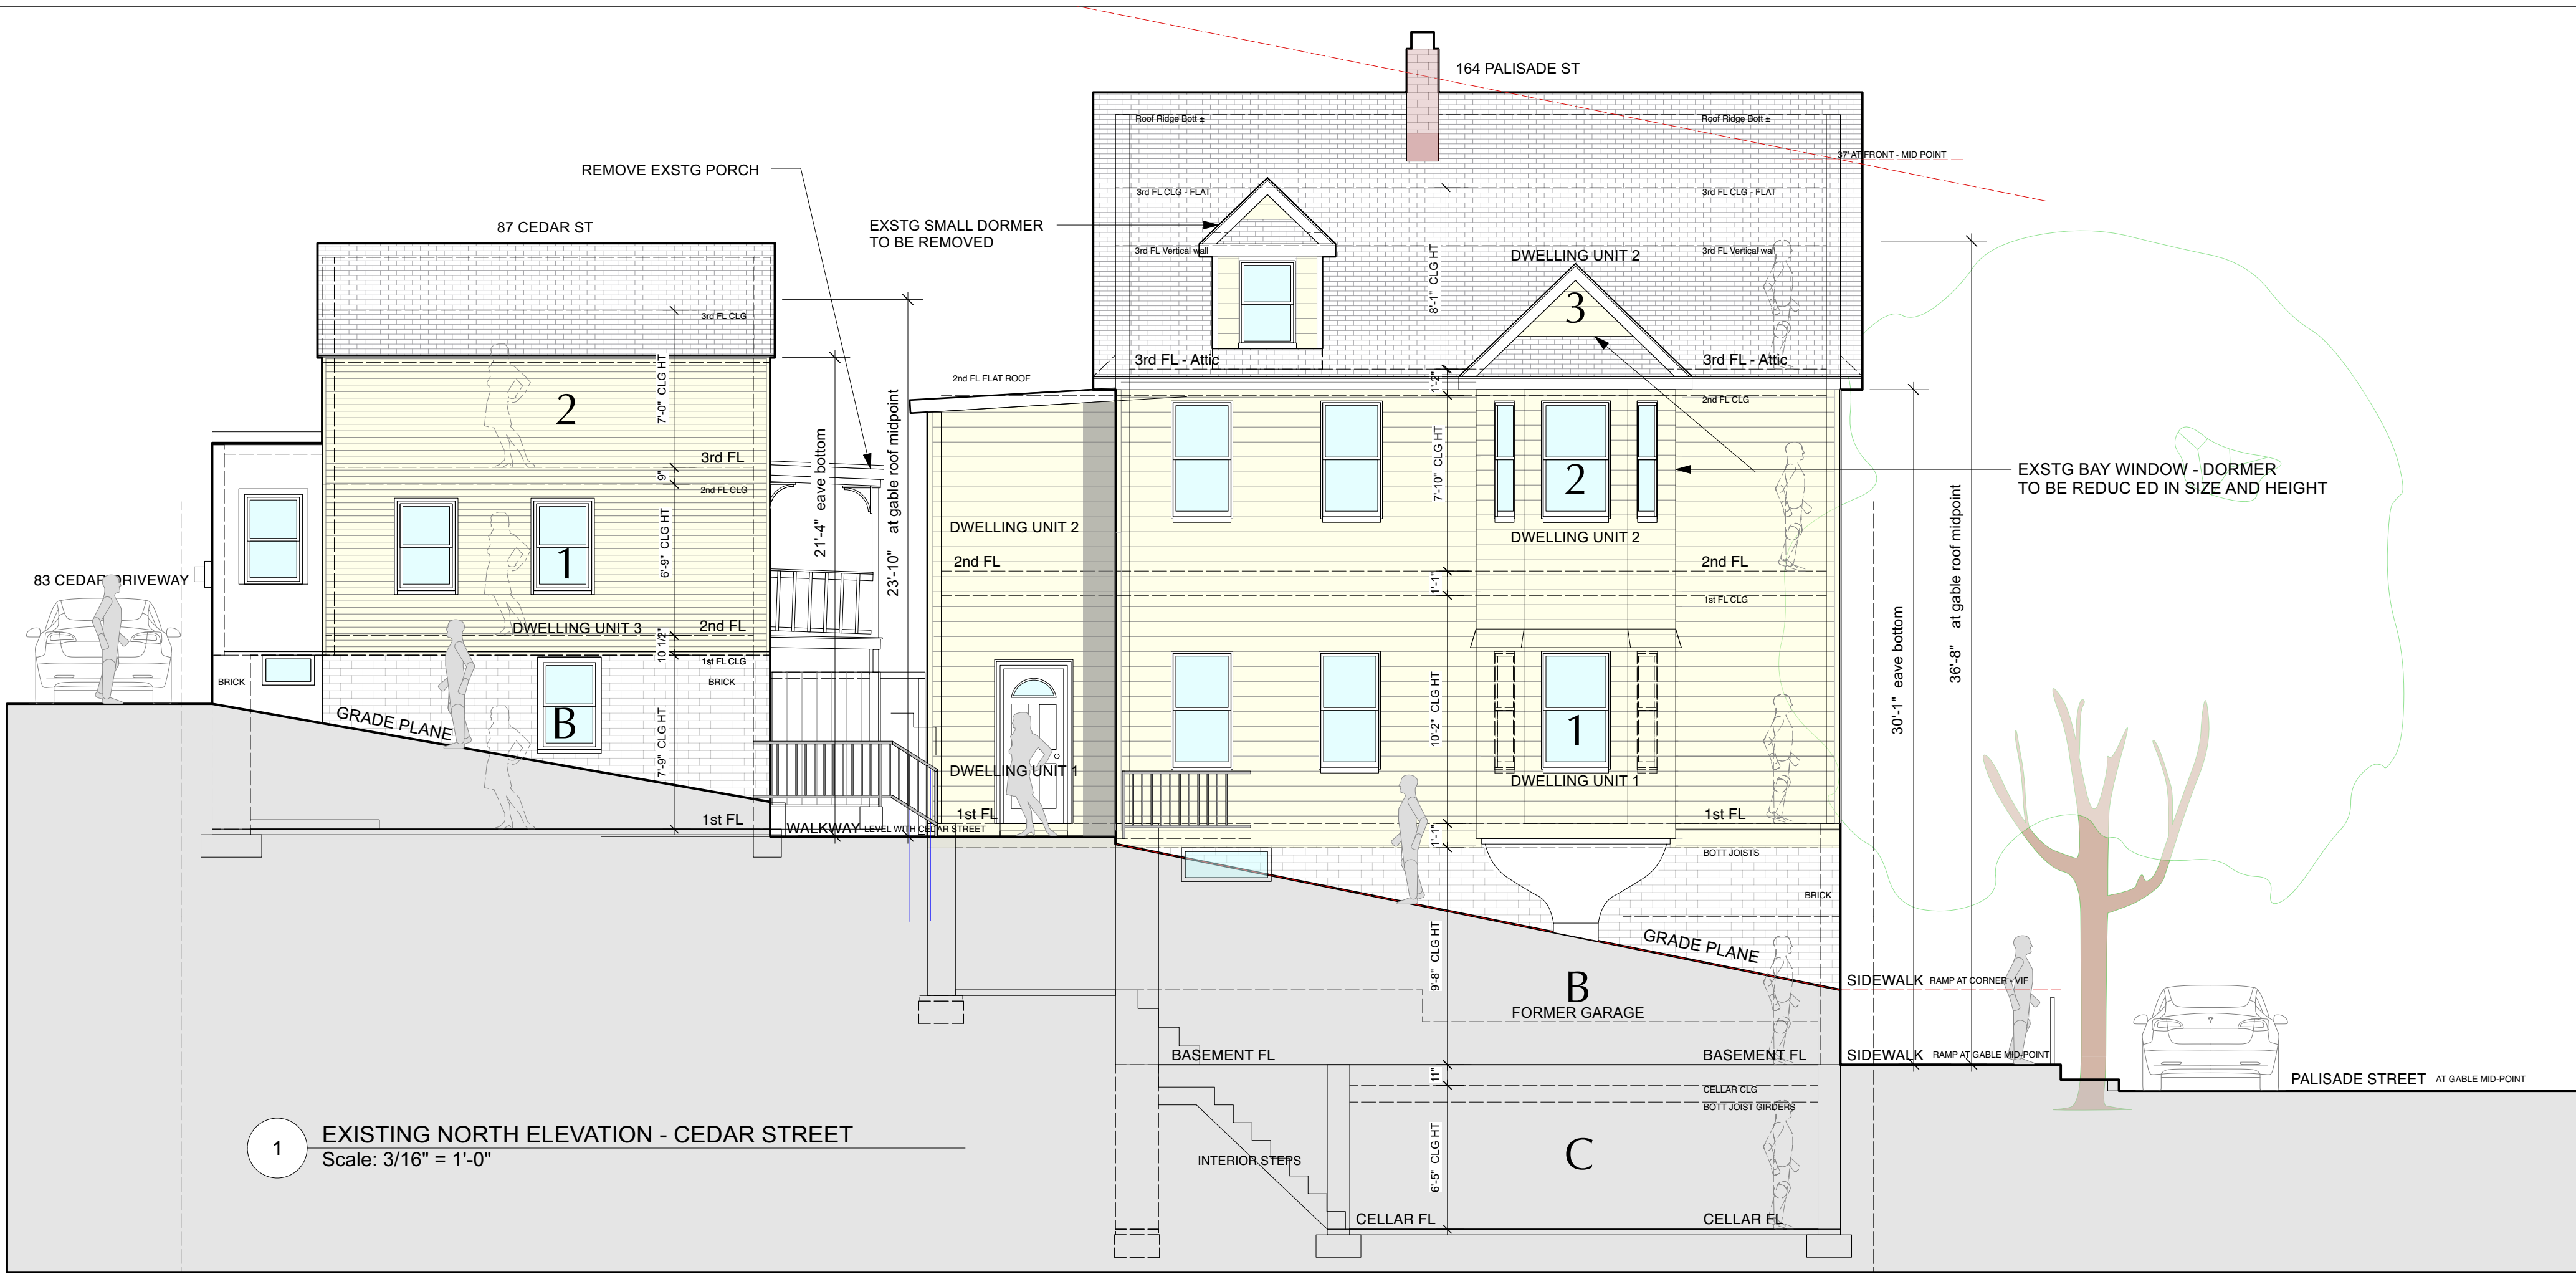 164 PALISADE ST
Roof Ridge Bott ±
Roof Ridge Bott ±
37' AT FRONT - MID POINT
REMOVE EXSTG PORCH
3rd FL CLG - FLAT
3rd FL CLG - FLAT
87 CEDAR ST
EXSTG SMALL DORMER
TO BE REMOVED
3rd FL Vertical wall
DWELLING UNIT 2
3rd FL Vertical wall
8'-1" CLG HT
3
3rd FL CLG
3rd FL - Attic
3rd FL - Attic
2nd FL FLAT ROOF
1'-2"
2nd FL CLG
7'-0" CLG HT
2
21'-4" eave bottom
23'-10" at gable roof midpoint
7'-10" CLG HT
2
3rd FL
9"
2nd FL CLG
EXSTG BAY WINDOW - DORMER
TO BE REDUC ED IN SIZE AND HEIGHT
36'-8" at gable roof midpoint
30'-1" eave bottom
DWELLING UNIT 2
DWELLING UNIT 2
1
6'-9" CLG HT
2nd FL
2nd FL
1'-1"
1st FL CLG
83 CEDAR DRIVEWAY
DWELLING UNIT 3
2nd FL
10 1/2"
1st FL CLG
BRICK
BRICK
GRADE PLANE
B
7'-9" CLG HT
10'-2" CLG HT
1
DWELLING UNIT 1
DWELLING UNIT 1
1st FL
1st FL
1st FL
WALKWAY LEVEL WITH CEDAR STREET
1'-1"
BOTT JOISTS
BRICK
GRADE PLANE
9'-8" CLG HT
B
FORMER GARAGE
SIDEWALK RAMP AT CORNER - VIF
BASEMENT FL
BASEMENT FL
SIDEWALK RAMP AT GABLE MID-POINT
11"
CELLAR CLG
BOTT JOIST GIRDERS
PALISADE STREET AT GABLE MID-POINT
1
EXISTING NORTH ELEVATION - CEDAR STREET
Scale: 3/16" = 1'-0"
INTERIOR STEPS
6'-5" CLG HT
C
CELLAR FL
CELLAR FL